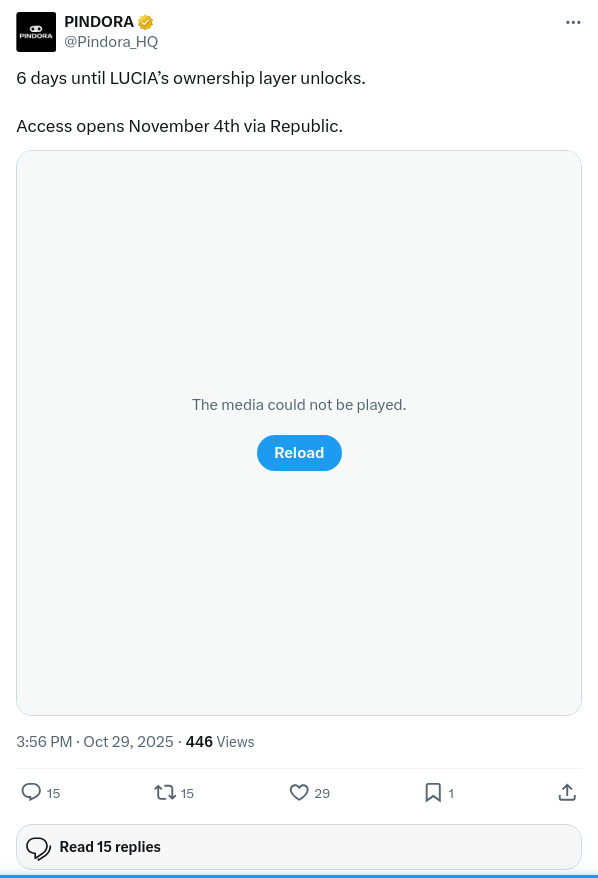 PINDORA
PINDORA
@Pindora_HQ
6 days until LUCIA’s ownership layer unlocks.
Access opens November 4th via Republic.
The media could not be played.
Reload
3:56 PM · Oct 29, 2025 · 446 Views
15 15 29 1
Read 15 replies